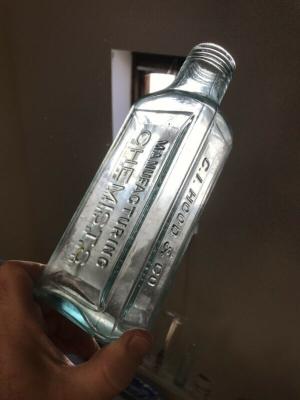 C. I. HOOD & CO.
MANUFACTURING
CHEMISTS